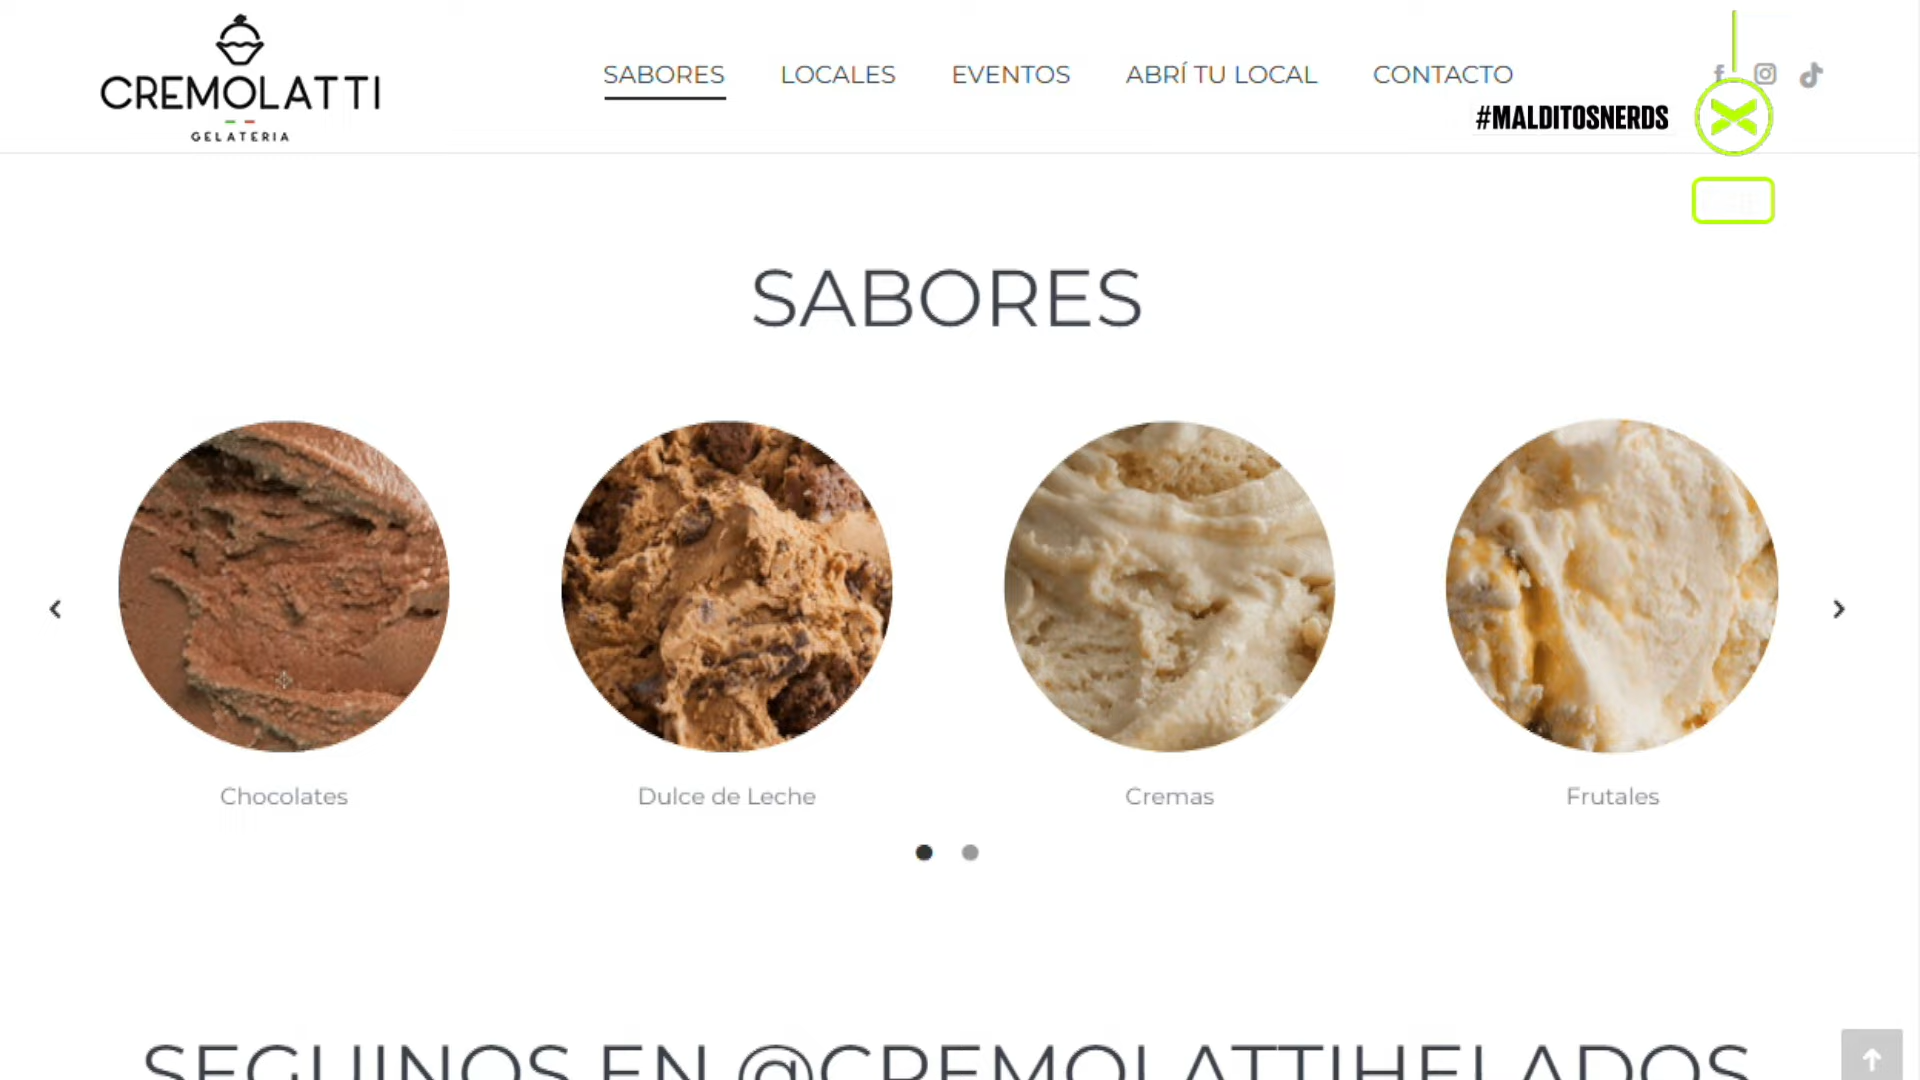 CREMOLATTI
GELATERIA
SABORES LOCALES EVENTOS ABRÍ TU LOCAL CONTACTO
#MALDITOSNERDS
SABORES
Chocolates Dulce de Leche Cremas Frutales
SEGUINOS EN @CREMOLATTIHELADOS